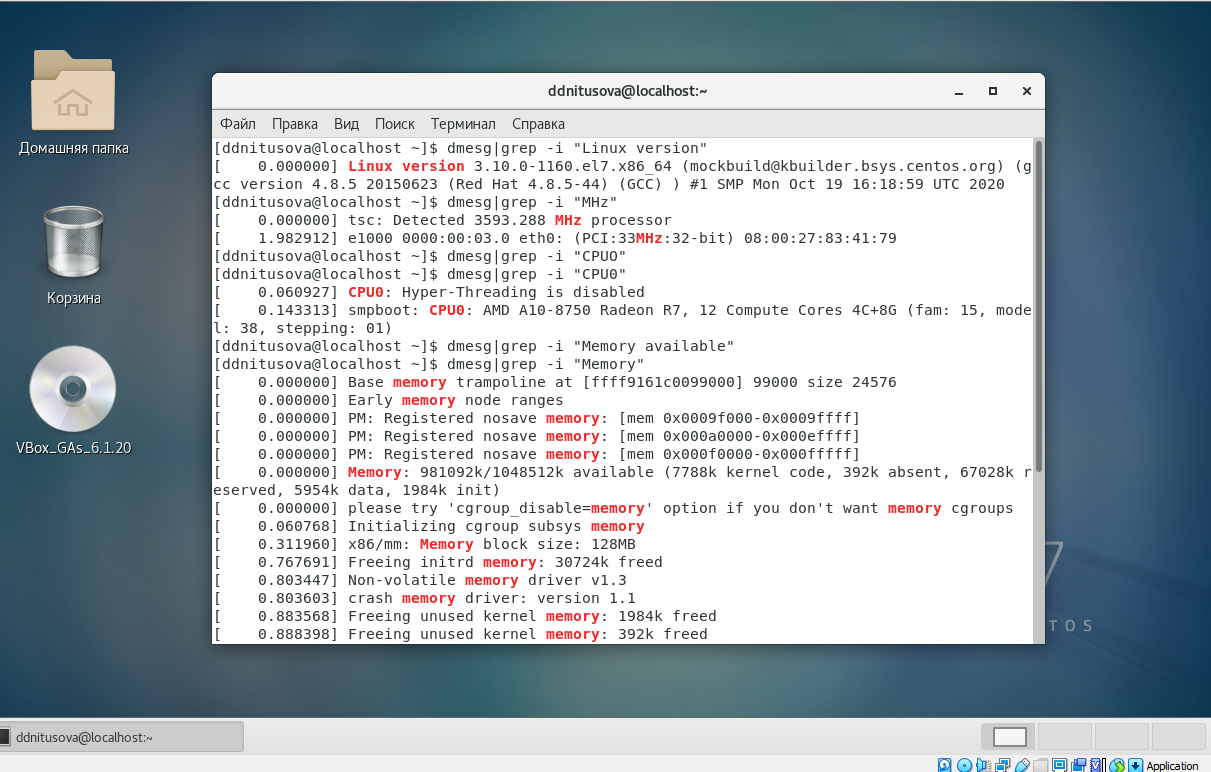 Домашняя папка
Корзина
VBox_GAs_6.1.20
ddnitusova@localhost:~
Файл Правка Вид Поиск Терминал Справка
[ddnitusova@localhost ~]$ dmesg|grep -i "Linux version"
[    0.000000] Linux version 3.10.0-1160.el7.x86_64 (mockbuild@kbuilder.bsys.centos.org) (g
cc version 4.8.5 20150623 (Red Hat 4.8.5-44) (GCC) ) #1 SMP Mon Oct 19 16:18:59 UTC 2020
[ddnitusova@localhost ~]$ dmesg|grep -i "MHz"
[    0.000000] tsc: Detected 3593.288 MHz processor
[    1.982912] e1000 0000:00:03.0 eth0: (PCI:33MHz:32-bit) 08:00:27:83:41:79
[ddnitusova@localhost ~]$ dmesg|grep -i "CPUO"
[ddnitusova@localhost ~]$ dmesg|grep -i "CPU0"
[    0.060927] CPU0: Hyper-Threading is disabled
[    0.143313] smpboot: CPU0: AMD A10-8750 Radeon R7, 12 Compute Cores 4C+8G (fam: 15, mode
l: 38, stepping: 01)
[ddnitusova@localhost ~]$ dmesg|grep -i "Memory available"
[ddnitusova@localhost ~]$ dmesg|grep -i "Memory"
[    0.000000] Base memory trampoline at [ffff9161c0099000] 99000 size 24576
[    0.000000] Early memory node ranges
[    0.000000] PM: Registered nosave memory: [mem 0x0009f000-0x0009ffff]
[    0.000000] PM: Registered nosave memory: [mem 0x000a0000-0x000effff]
[    0.000000] PM: Registered nosave memory: [mem 0x000f0000-0x000fffff]
[    0.000000] Memory: 981092k/1048512k available (7788k kernel code, 392k absent, 67028k r
eserved, 5954k data, 1984k init)
[    0.000000] please try 'cgroup_disable=memory' option if you don't want memory cgroups
[    0.060768] Initializing cgroup subsys memory
[    0.311960] x86/mm: Memory block size: 128MB
[    0.767691] Freeing initrd memory: 30724k freed
[    0.803447] Non-volatile memory driver v1.3
[    0.803603] crash memory driver: version 1.1
[    0.883568] Freeing unused kernel memory: 1984k freed
[    0.888398] Freeing unused kernel memory: 392k freed
7
TOS
ddnitusova@localhost:~
Application